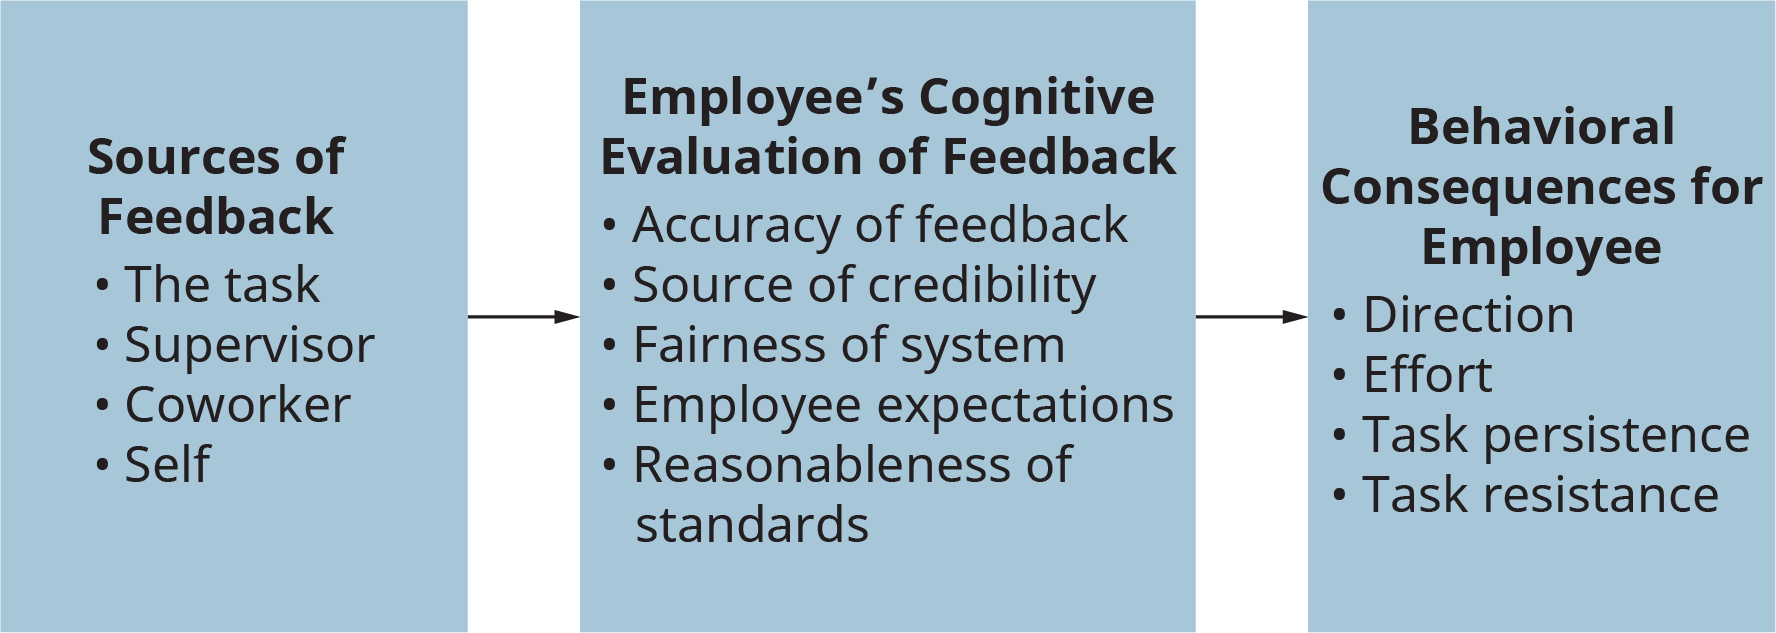 Sources of
Feedback
• The task
• Supervisor
• Coworker
• Self
Employee’s Cognitive
Evaluation of Feedback
• Accuracy of feedback
• Source of credibility
• Fairness of system
• Employee expectations
• Reasonableness of
standards
Behavioral
Consequences for
Employee
• Direction
• Effort
• Task persistence
• Task resistance